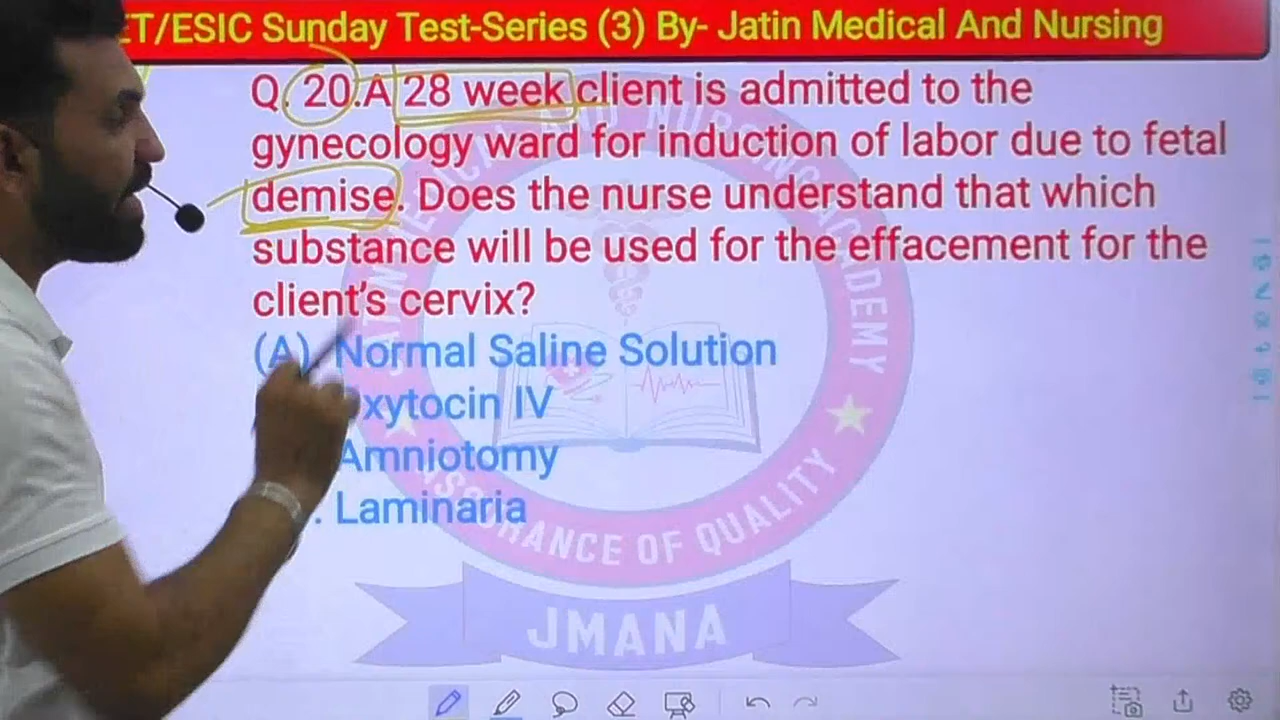 ET/ESIC Sunday Test-Series (3) By- Jatin Medical And Nursing
Q. 20.A 28 week client is admitted to the
gynecology ward for induction of labor due to fetal
demise. Does the nurse understand that which
substance will be used for the effacement for the
client's cervix?
(A). Normal Saline Solution
Oxytocin IV
Amniotomy
. Laminaria
ASSURANCE OF QUALITY
JMANA